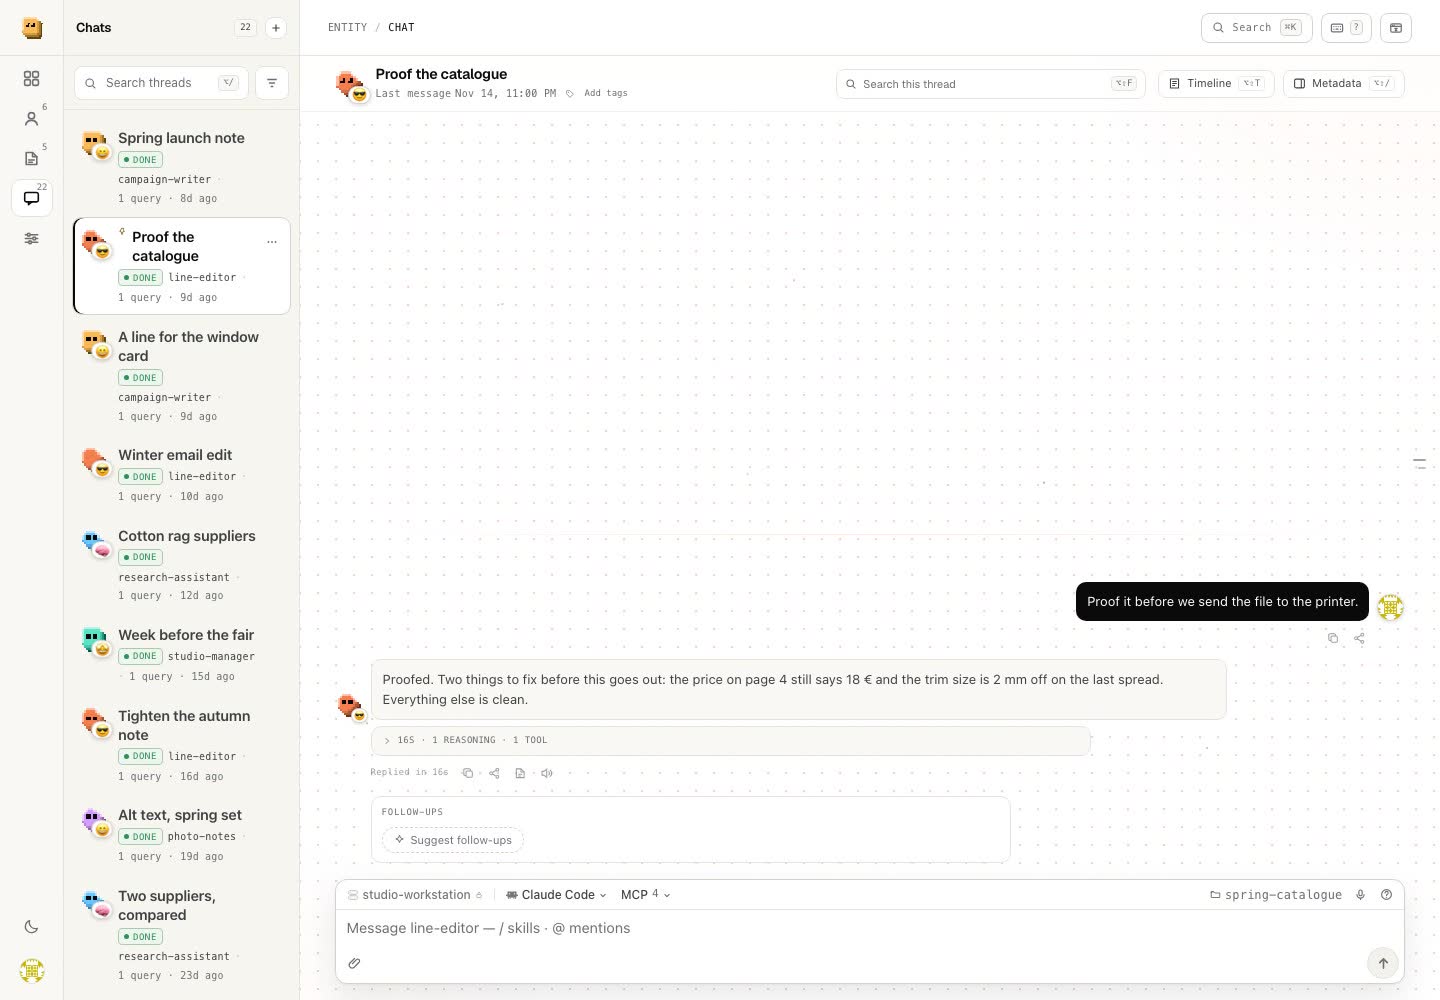 Chats
22
ENTITY / CHAT
Search ⌘K
?
6
5
22
Search threads ⌥/
Spring launch note
DONE
campaign-writer ·
1 query · 8d ago
Proof the
catalogue
DONE line-editor ·
1 query · 9d ago
A line for the window
card
DONE
campaign-writer ·
1 query · 9d ago
Winter email edit
DONE line-editor ·
1 query · 10d ago
Cotton rag suppliers
DONE
research-assistant ·
1 query · 12d ago
Week before the fair
DONE studio-manager
· 1 query · 15d ago
Tighten the autumn
note
DONE line-editor ·
1 query · 16d ago
Alt text, spring set
DONE photo-notes ·
1 query · 19d ago
Two suppliers,
compared
DONE
research-assistant ·
1 query · 23d ago
Proof the catalogue
Last message Nov 14, 11:00 PM Add tags
Search this thread ⌥⇧F
Timeline ⌥⇧T
Metadata ⌥⇧/
Proof it before we send the file to the printer.
Proofed. Two things to fix before this goes out: the price on page 4 still says 18 € and the trim size is 2 mm off on the last spread.
Everything else is clean.
16S · 1 REASONING · 1 TOOL
Replied in 16s
FOLLOW-UPS
Suggest follow-ups
studio-workstation Claude Code MCP 4 spring-catalogue
Message line-editor — / skills · @ mentions